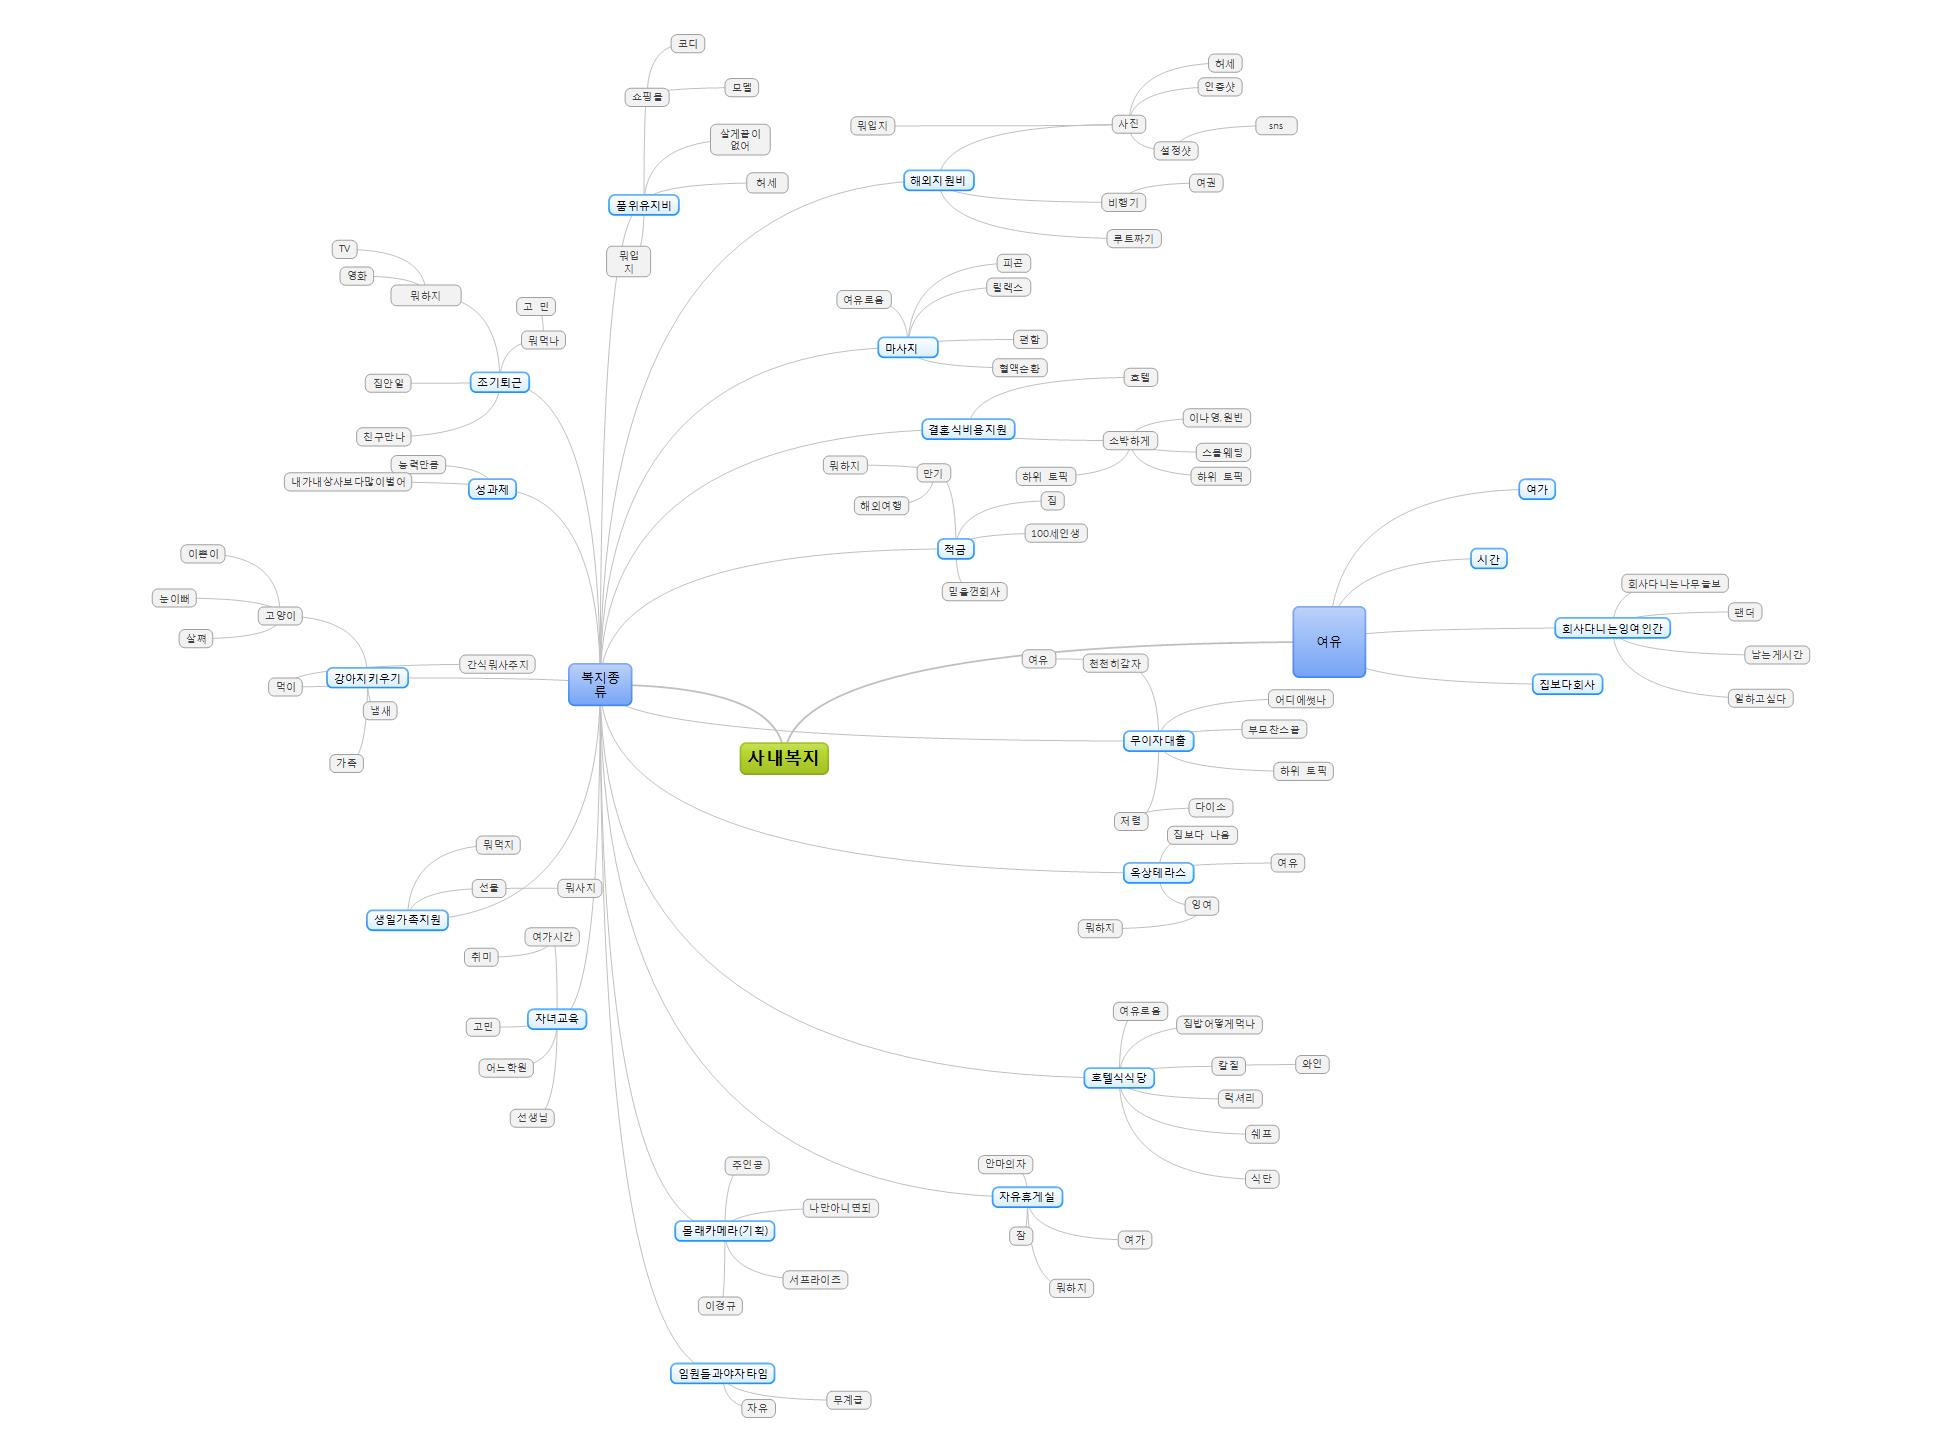 코디
쇼핑몰
모델
살게끝이
없어
허세
품위유지비
뭐입
지
허세
인증샷
사진
뭐입지
설정샷
sns
해외지원비
여권
비행기
루트짜기
TV
영화
뭐하지
고 민
뭐먹나
집안일
조기퇴근
친구만나
피곤
릴렉스
여유로움
마사지
편함
혈액순환
호텔
결혼식비용지원
이나영,원빈
소박하게
스몰웨딩
하위 토픽
하위 토픽
능력만큼
내가내상사보다많이벌어
성과제
뭐하지
만기
해외여행
집
100세인생
적금
믿을껀회사
여가
시간
이쁜이
눈이뻐
고양이
살쪄
간식뭐사주지
먹이
강아지키우기
냄새
가족
복지종
류
여유
회사다니는나무늘보
팬더
회사다니는잉여인간
남는게시간
일하고싶다
집보다회사
여유
천천히갚자
어디에썻나
부모찬스끝
무이자대출
하위 토픽
다이소
저렴
사내복지
집보다 나음
여유
옥상테라스
잉여
뭐하지
뭐먹지
선물
뭐사지
생일가족지원
여가시간
취미
자녀교육
고민
어느학원
선생님
여유로움
집밥어떻게먹나
칼질
와인
호텔식식당
럭셔리
쉐프
식단
주인공
나만아니면되
몰래카메라(기획)
서프라이즈
이경규
안마의자
자유휴게실
잠
여가
뭐하지
임원들과야자타임
무계급
자유